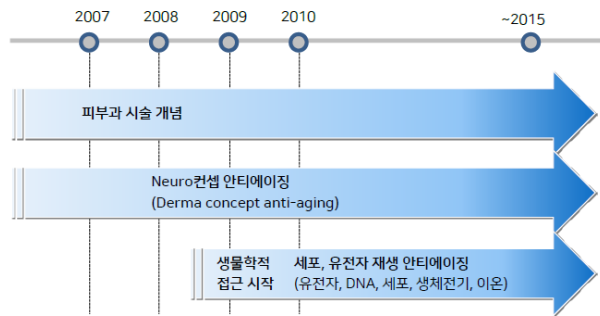 2007 2008 2009 2010 ~2015
피부과 시술 개념
Neuro컨셉 안티에이징
(Derma concept anti-aging)
생물학적 세포, 유전자 재생 안티에이징
접근 시작 (유전자, DNA, 세포, 생체전기, 이온)